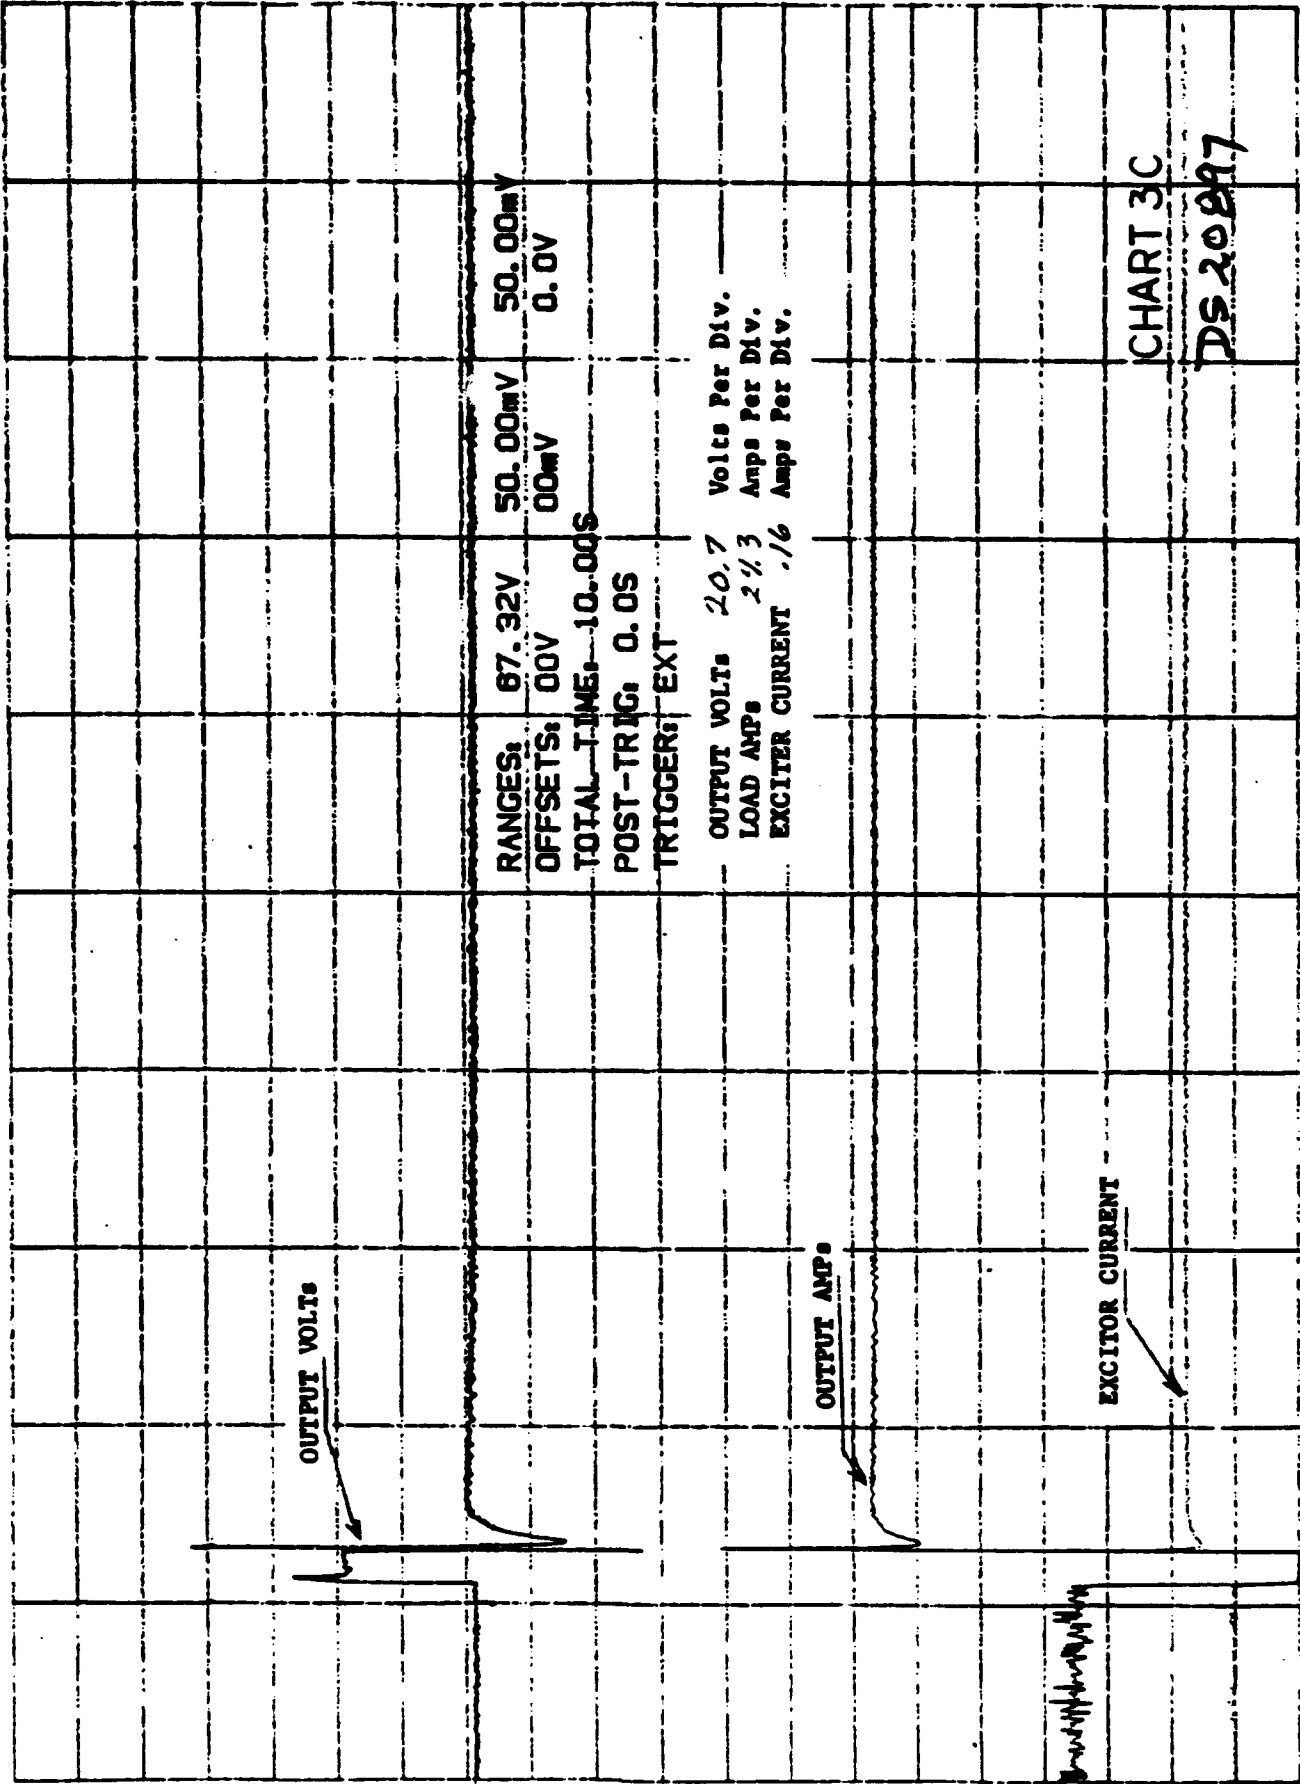 OUTPUT VOLTs
RANGES: 67.32V 50.00mV 50.00mV
OFFSETS: 00V 00mV 0.0V
TOTAL TIME: 10.00S
POST-TRIG: 0.0S
TRIGGER: EXT
OUTPUT VOLTs 20.7 Volts Per Div.
LOAD AMPs Amps Per Div.
EXCITER CURRENT .16 Amps Per Div.
OUTPUT AMPs
EXCITOR CURRENT
CHART 3C
DS 20897